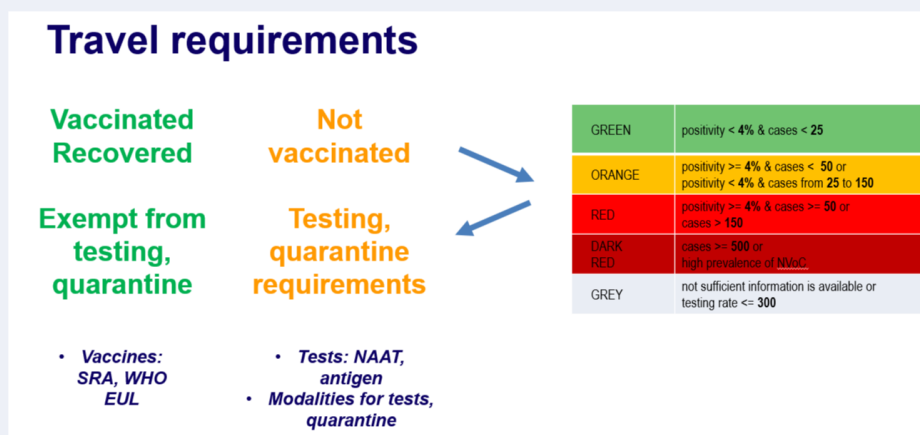 Travel requirements
Vaccinated
Recovered
Exempt from
testing,
quarantine
• Vaccines:
SRA, WHO
EUL
Not
vaccinated
Testing,
quarantine
requirements
• Tests: NAAT,
antigen
• Modalities for tests,
quarantine
GREEN positivity < 4% & cases < 25
ORANGE positivity >= 4% & cases < 50 or
positivity < 4% & cases from 25 to 150
RED positivity >= 4% & cases >= 50 or
cases > 150
DARK cases >= 500 or
RED high prevalence of NVoC
GREY not sufficient information is available or
testing rate <= 300